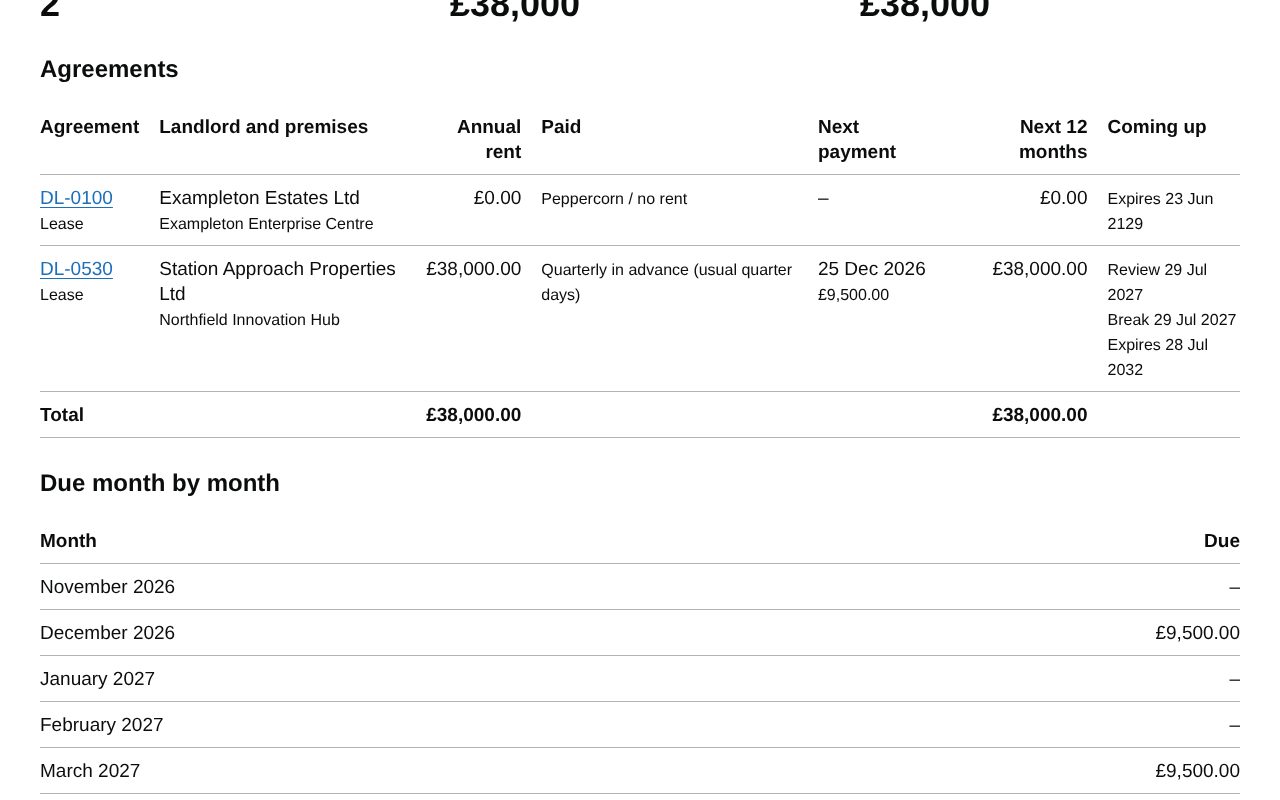 2 £38,000 £38,000
Agreements
Agreement Landlord and premises Annual rent Paid Next payment Next 12 months Coming up
DL-0100 Exampleton Estates Ltd £0.00 Peppercorn / no rent – £0.00 Expires 23 Jun
Lease Exampleton Enterprise Centre 2129
DL-0530 Station Approach Properties £38,000.00 Quarterly in advance (usual quarter 25 Dec 2026 £38,000.00 Review 29 Jul
Lease Ltd days) £9,500.00 2027
Northfield Innovation Hub Break 29 Jul 2027
Expires 28 Jul
2032
Total £38,000.00 £38,000.00
Due month by month
Month Due
November 2026 –
December 2026 £9,500.00
January 2027 –
February 2027 –
March 2027 £9,500.00